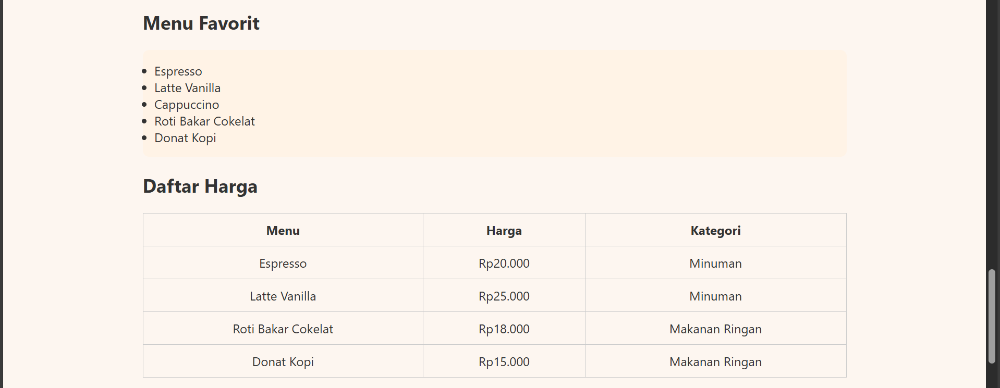 Menu Favorit
Espresso
Latte Vanilla
Cappuccino
Roti Bakar Cokelat
Donat Kopi
Daftar Harga
Menu Harga Kategori
Espresso Rp20.000 Minuman
Latte Vanilla Rp25.000 Minuman
Roti Bakar Cokelat Rp18.000 Makanan Ringan
Donat Kopi Rp15.000 Makanan Ringan